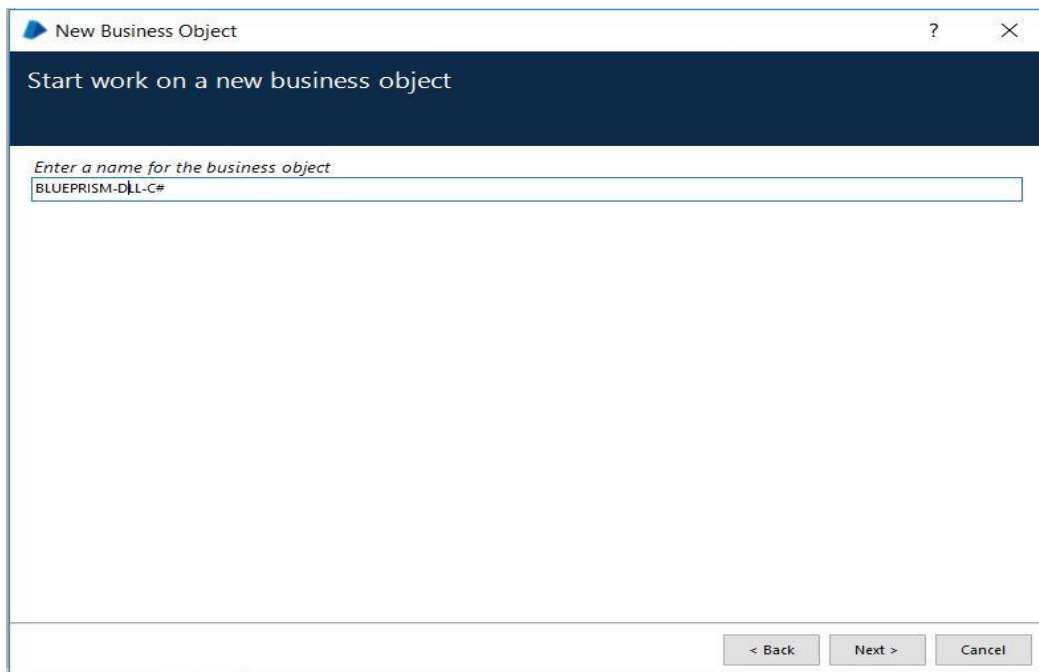 New Business Object
?
Start work on a new business object
Enter a name for the business object
BLUEPRISM-DLL-C#
< Back
Next >
Cancel